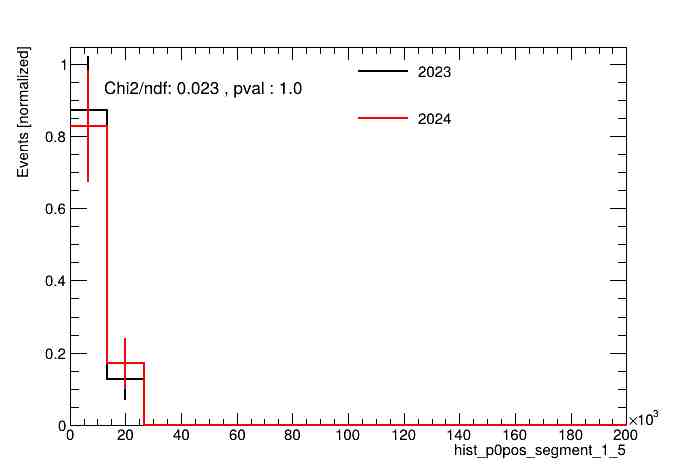 Events [normalized]
1
0.8
0.6
0.4
0.2
0
Chi2/ndf: 0.023 , pval : 1.0
2023
2024
0 20 40 60 80 100 120 140 160 180 200
×10³
hist_p0pos_segment_1_5